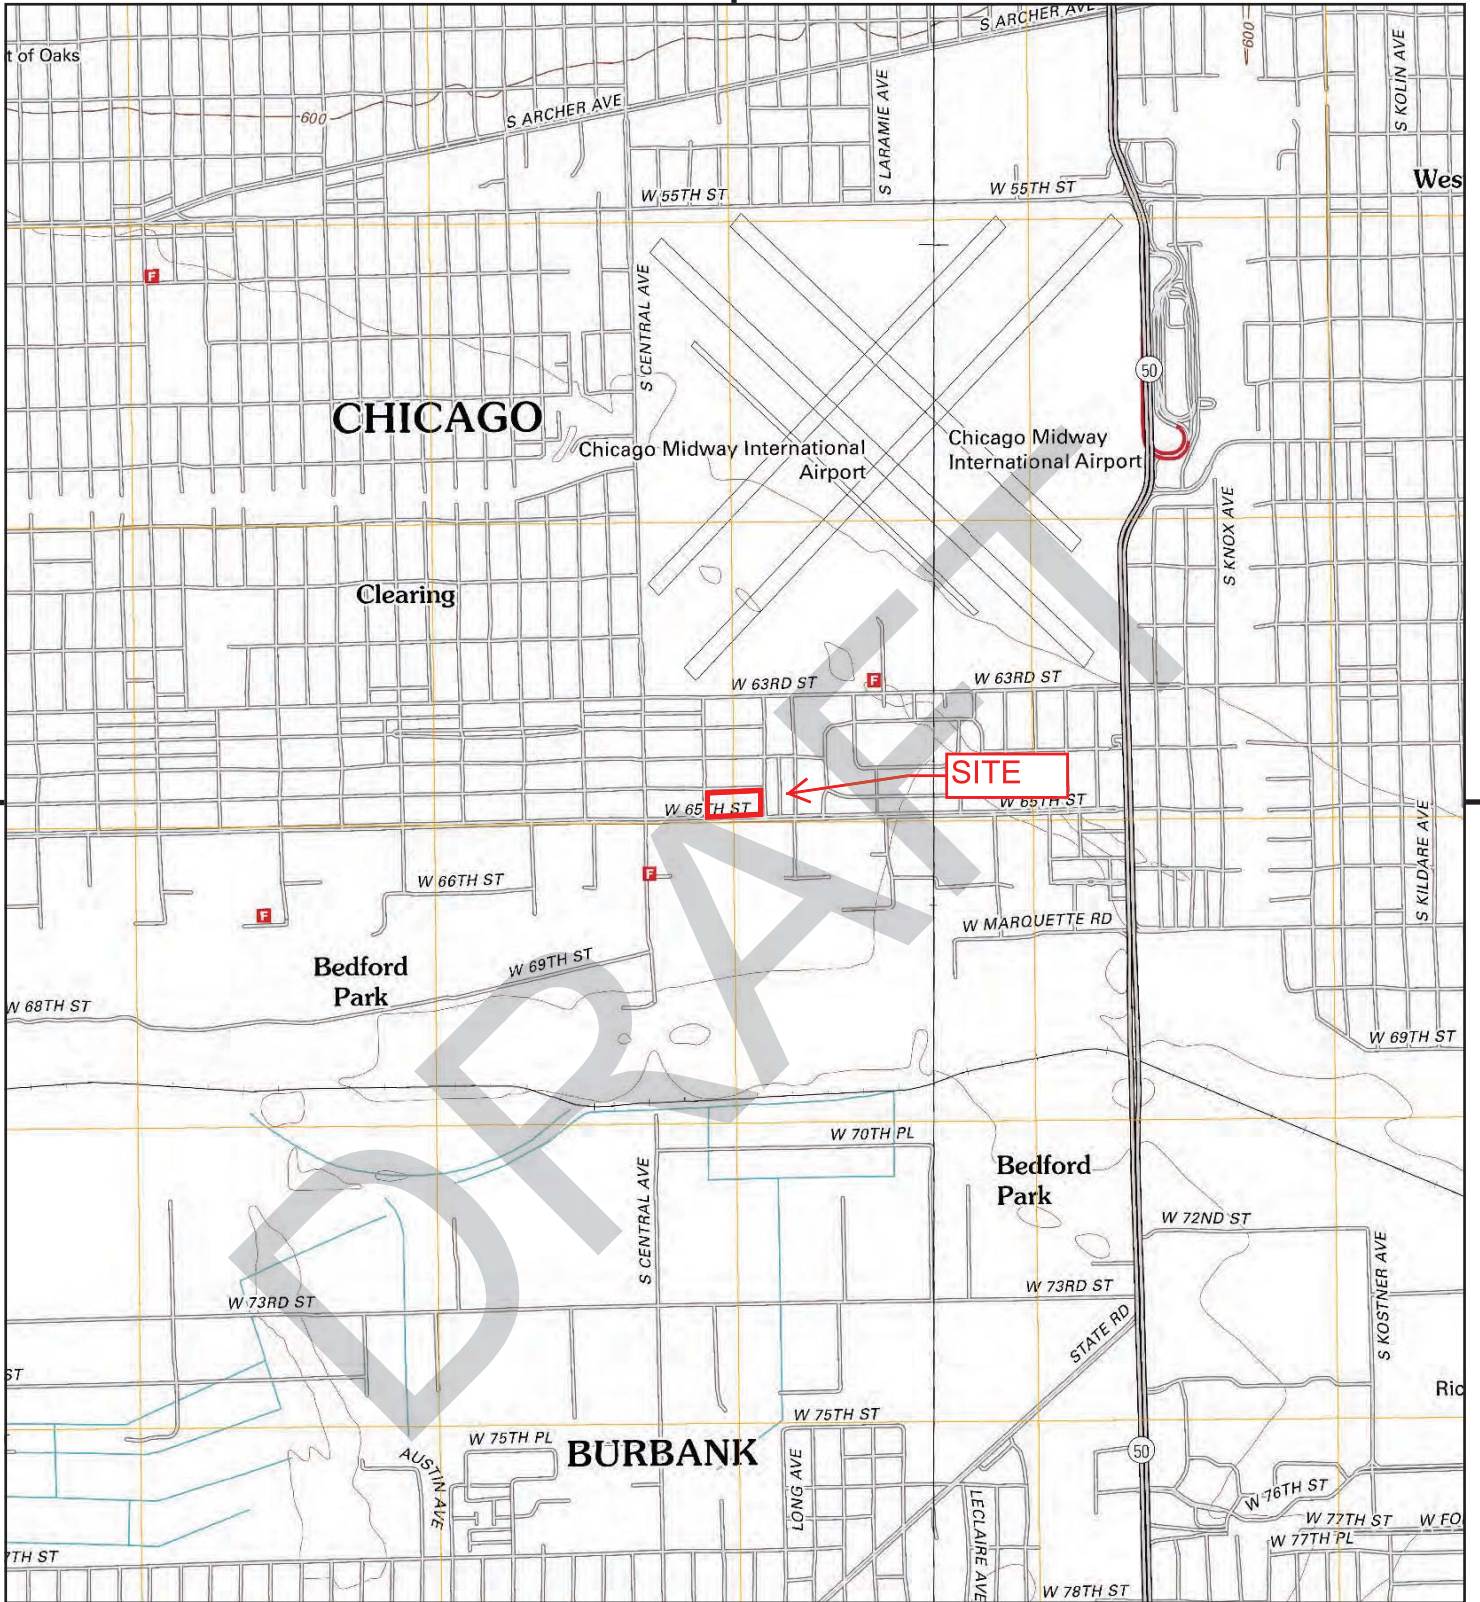 S ARCHER AVE
600
S KOLIN AVE
t of Oaks
S ARCHER AVE
600
S LARAMIE AVE
W 55TH ST
W 55TH ST
Wes
F
S CENTRAL AVE
50
CHICAGO
Chicago Midway International
Airport
Chicago Midway
International Airport
S KNOX AVE
Clearing
W 63RD ST
F
W 63RD ST
SITE
W 65TH ST
W 65TH ST
S KILDARE AVE
F
W 66TH ST
F
W MARQUETTE RD
Bedford
Park
W 69TH ST
W 68TH ST
W 69TH ST
DRAFT
W 70TH PL
S CENTRAL AVE
Bedford
Park
W 72ND ST
S KOSTNER AVE
W 73RD ST
W 73RD ST
STATE RD
ST
Ric
W 75TH ST
W 75TH PL
BURBANK
50
AUSTIN AVE
LONG AVE
LECLAIRE AVE
W 76TH ST
W 77TH ST
W FO
W 77TH PL
7TH ST
W 78TH ST